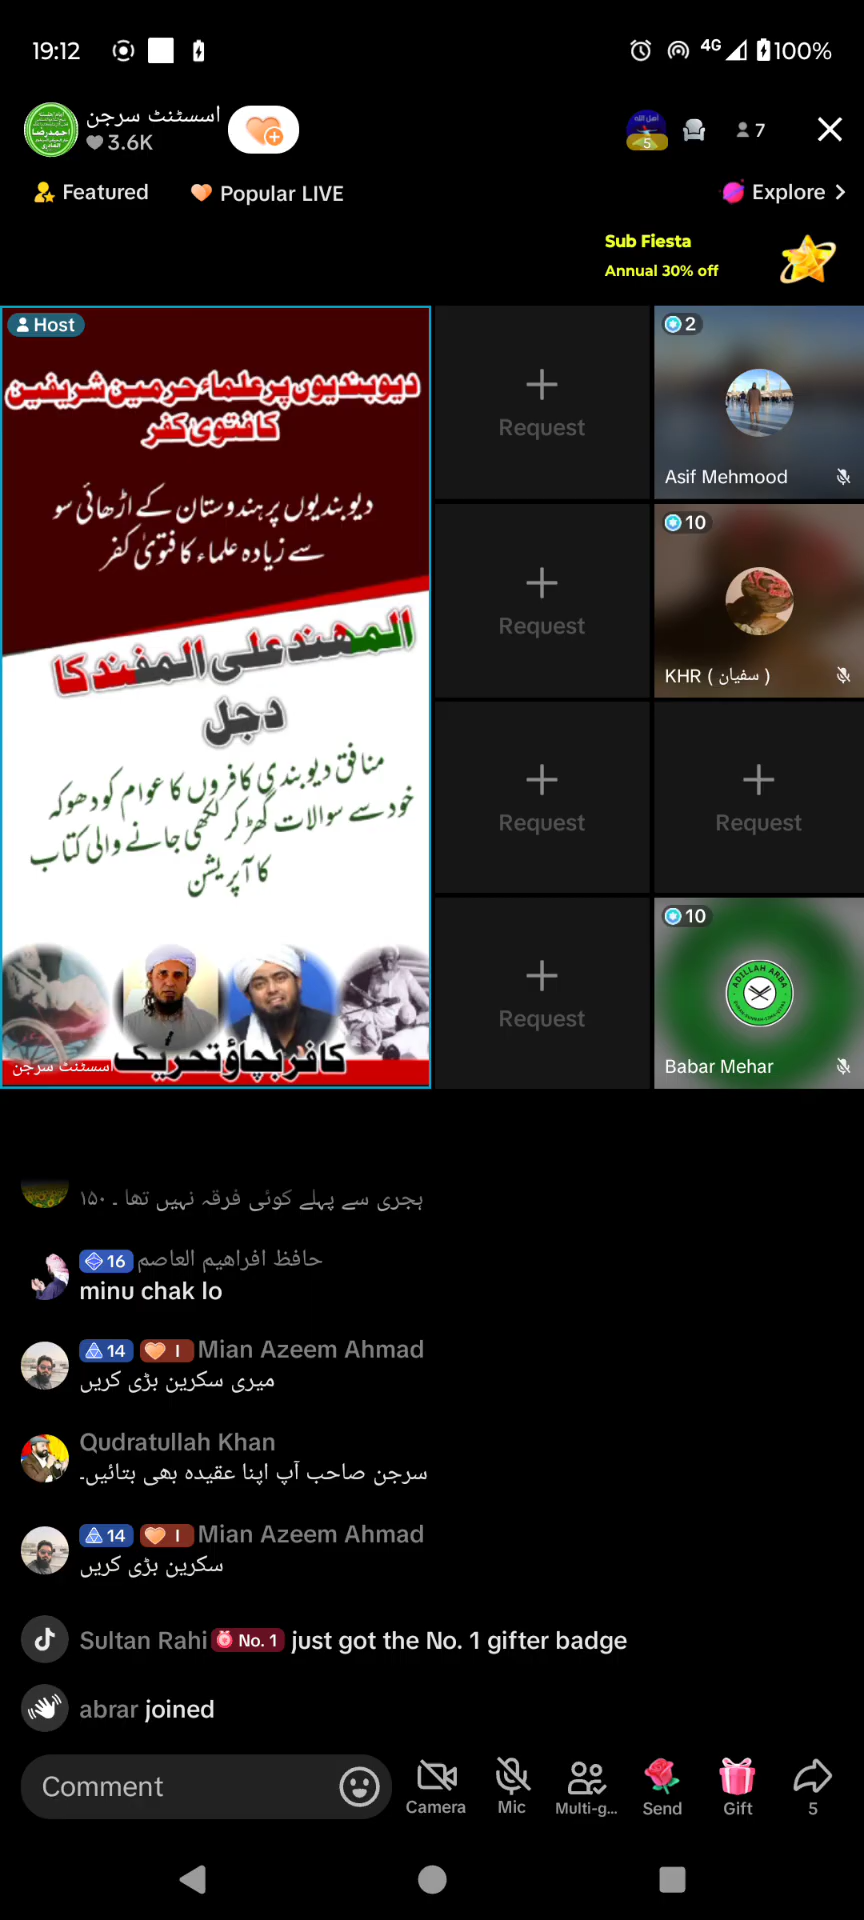 19:12
4G
100%
اسسٹنٹ سرجن
3.6K
5
7
Featured
Popular LIVE
Explore
Sub Fiesta
Annual 30% off
Host
دیوبندیوں پر علماء حرمین شریفین
کا فتویٰ کفر
دیوبندیوں پر ہندوستان کے اڑھائی سو
سے زیادہ علماء کا فتویٰ کفر
المھند علی المفند کا
دجل
منافق دیوبندی کافروں کا عوام کو دھوکہ
خود سے سوالات گھڑ کر لکھی جانے والی کتاب
کا آپریشن
کافر بچاؤ تحریک
اسسٹنٹ سرجن
Request
2
Asif Mehmood
Request
10
KHR ( سفیان )
Request
Request
Request
10
ADILLAH ARBA
Babar Mehar
۱۵۰ ہجری سے پہلے کوئی فرقہ نہیں تھا ۔
16 حافظ افراھیم العاصم
minu chak lo
14 I Mian Azeem Ahmad
میری سکرین بڑی کریں
Qudratullah Khan
سرجن صاحب آپ اپنا عقیدہ بھی بتائیں۔
14 I Mian Azeem Ahmad
سکرین بڑی کریں
Sultan Rahi No. 1 just got the No. 1 gifter badge
abrar joined
Comment
Camera
Mic
Multi-g...
Send
Gift
5